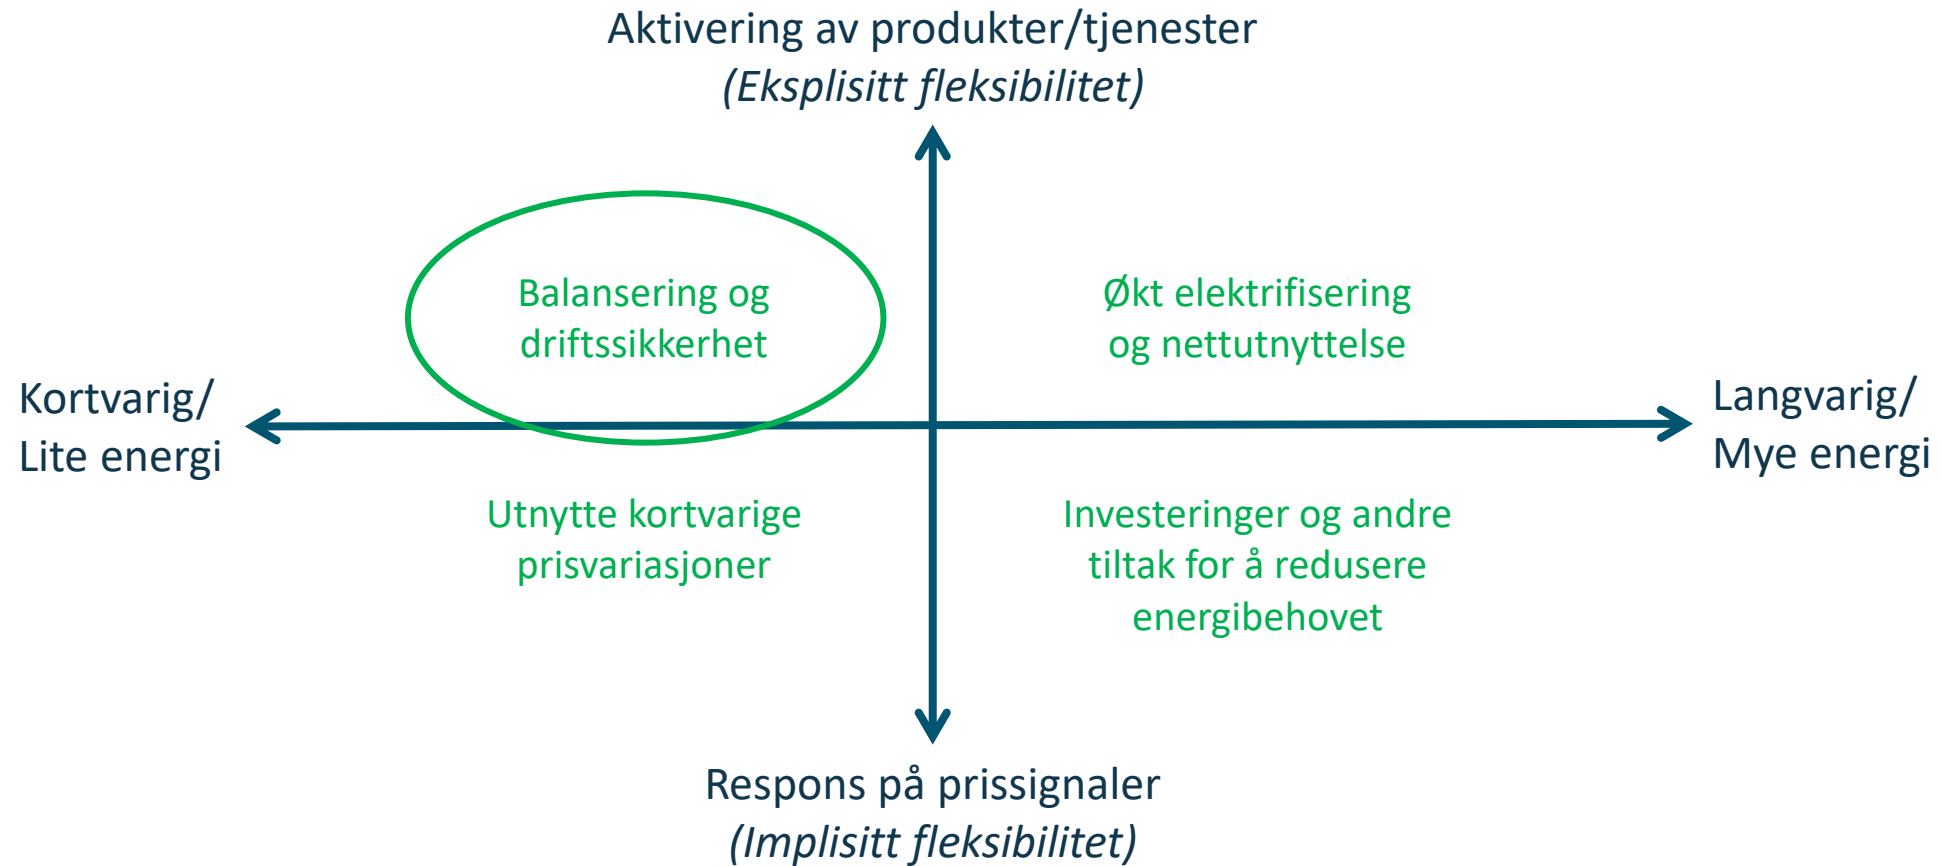 Aktivering av produkter/tjenester
(Eksplisitt fleksibilitet)
Balansering og
driftssikkerhet
Økt elektrifisering
og nettutnyttelse
Kortvarig/
Lite energi
Langvarig/
Mye energi
Utnytte kortvarige
prisvariasjoner
Investeringer og andre
tiltak for å redusere
energibehovet
Respons på prissignaler
(Implisitt fleksibilitet)